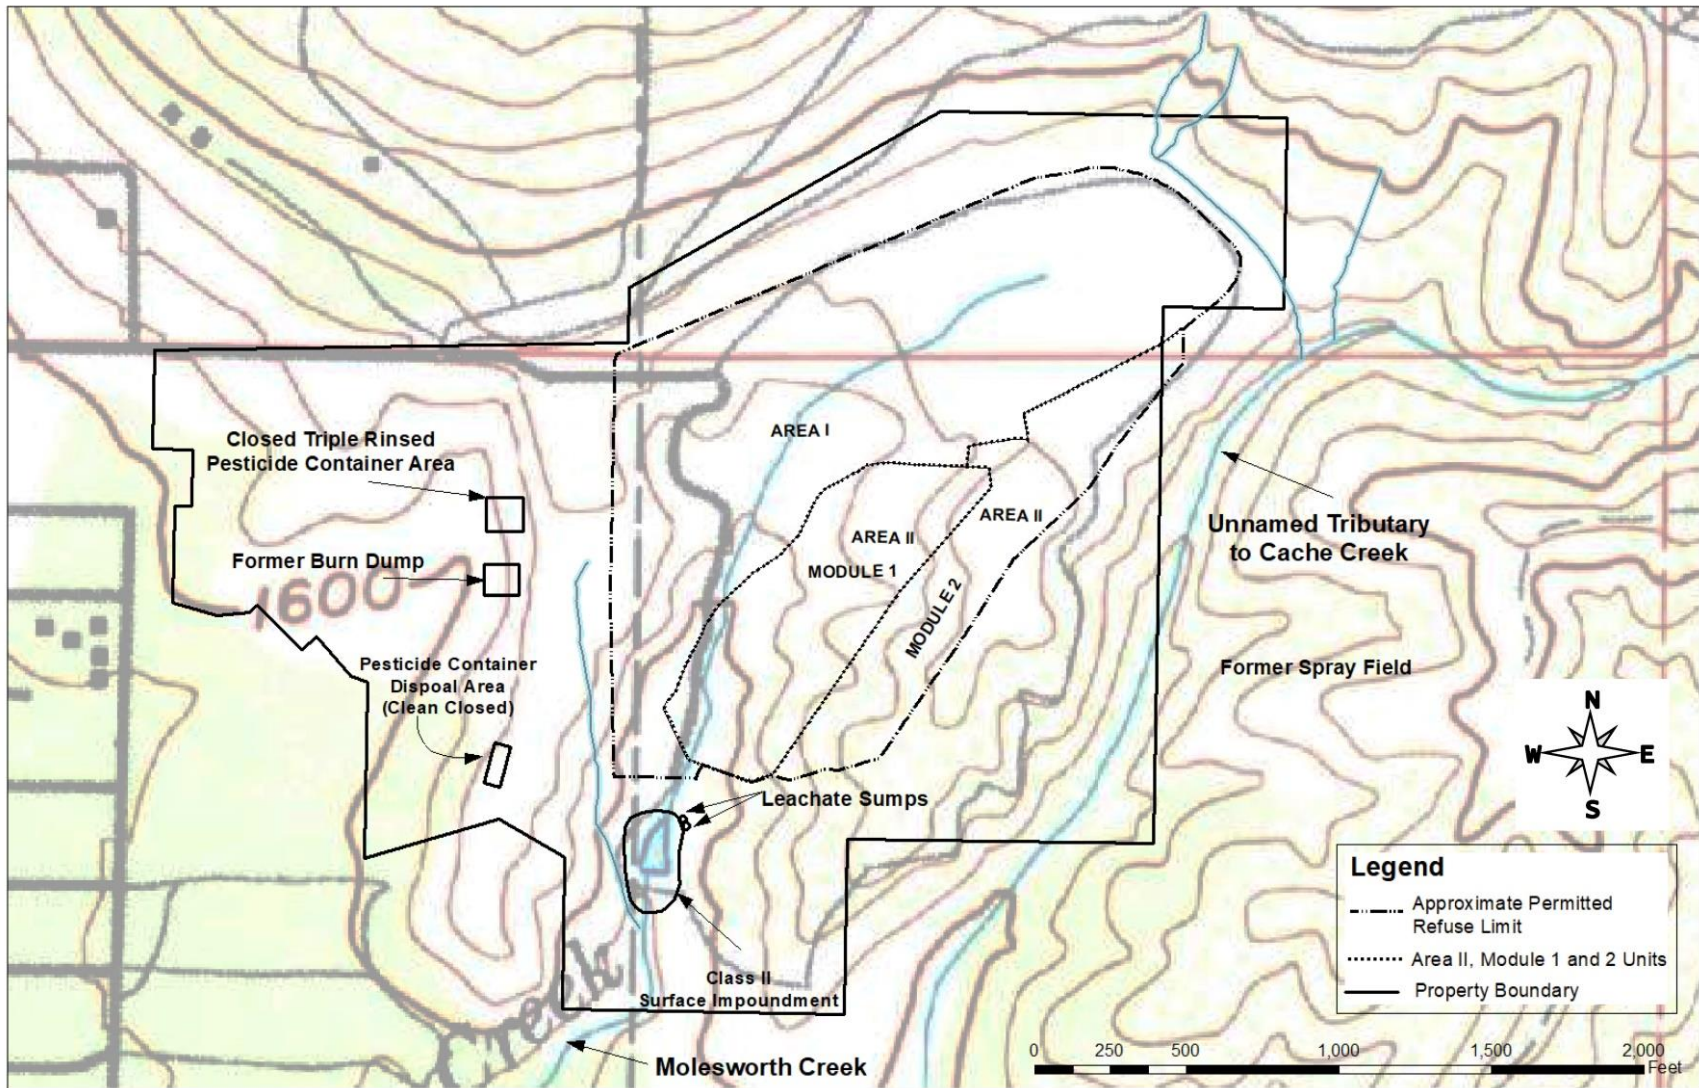 AREA I
Closed Triple Rinsed
Pesticide Container Area
AREA II
AREA II
MODULE 1
MODULE 2
Unnamed Tributary
to Cache Creek
Former Burn Dump
1600
Pesticide Container
Dispoal Area
(Clean Closed)
Former Spray Field
N
W E
S
Leachate Sumps
Class II
Surface Impoundment
Creek
Molesworth Creek
Legend
Approximate Permitted
Refuse Limit
Area II, Module 1 and 2 Units
Property Boundary
0 250 500 1,000 1,500 2,000
Feet